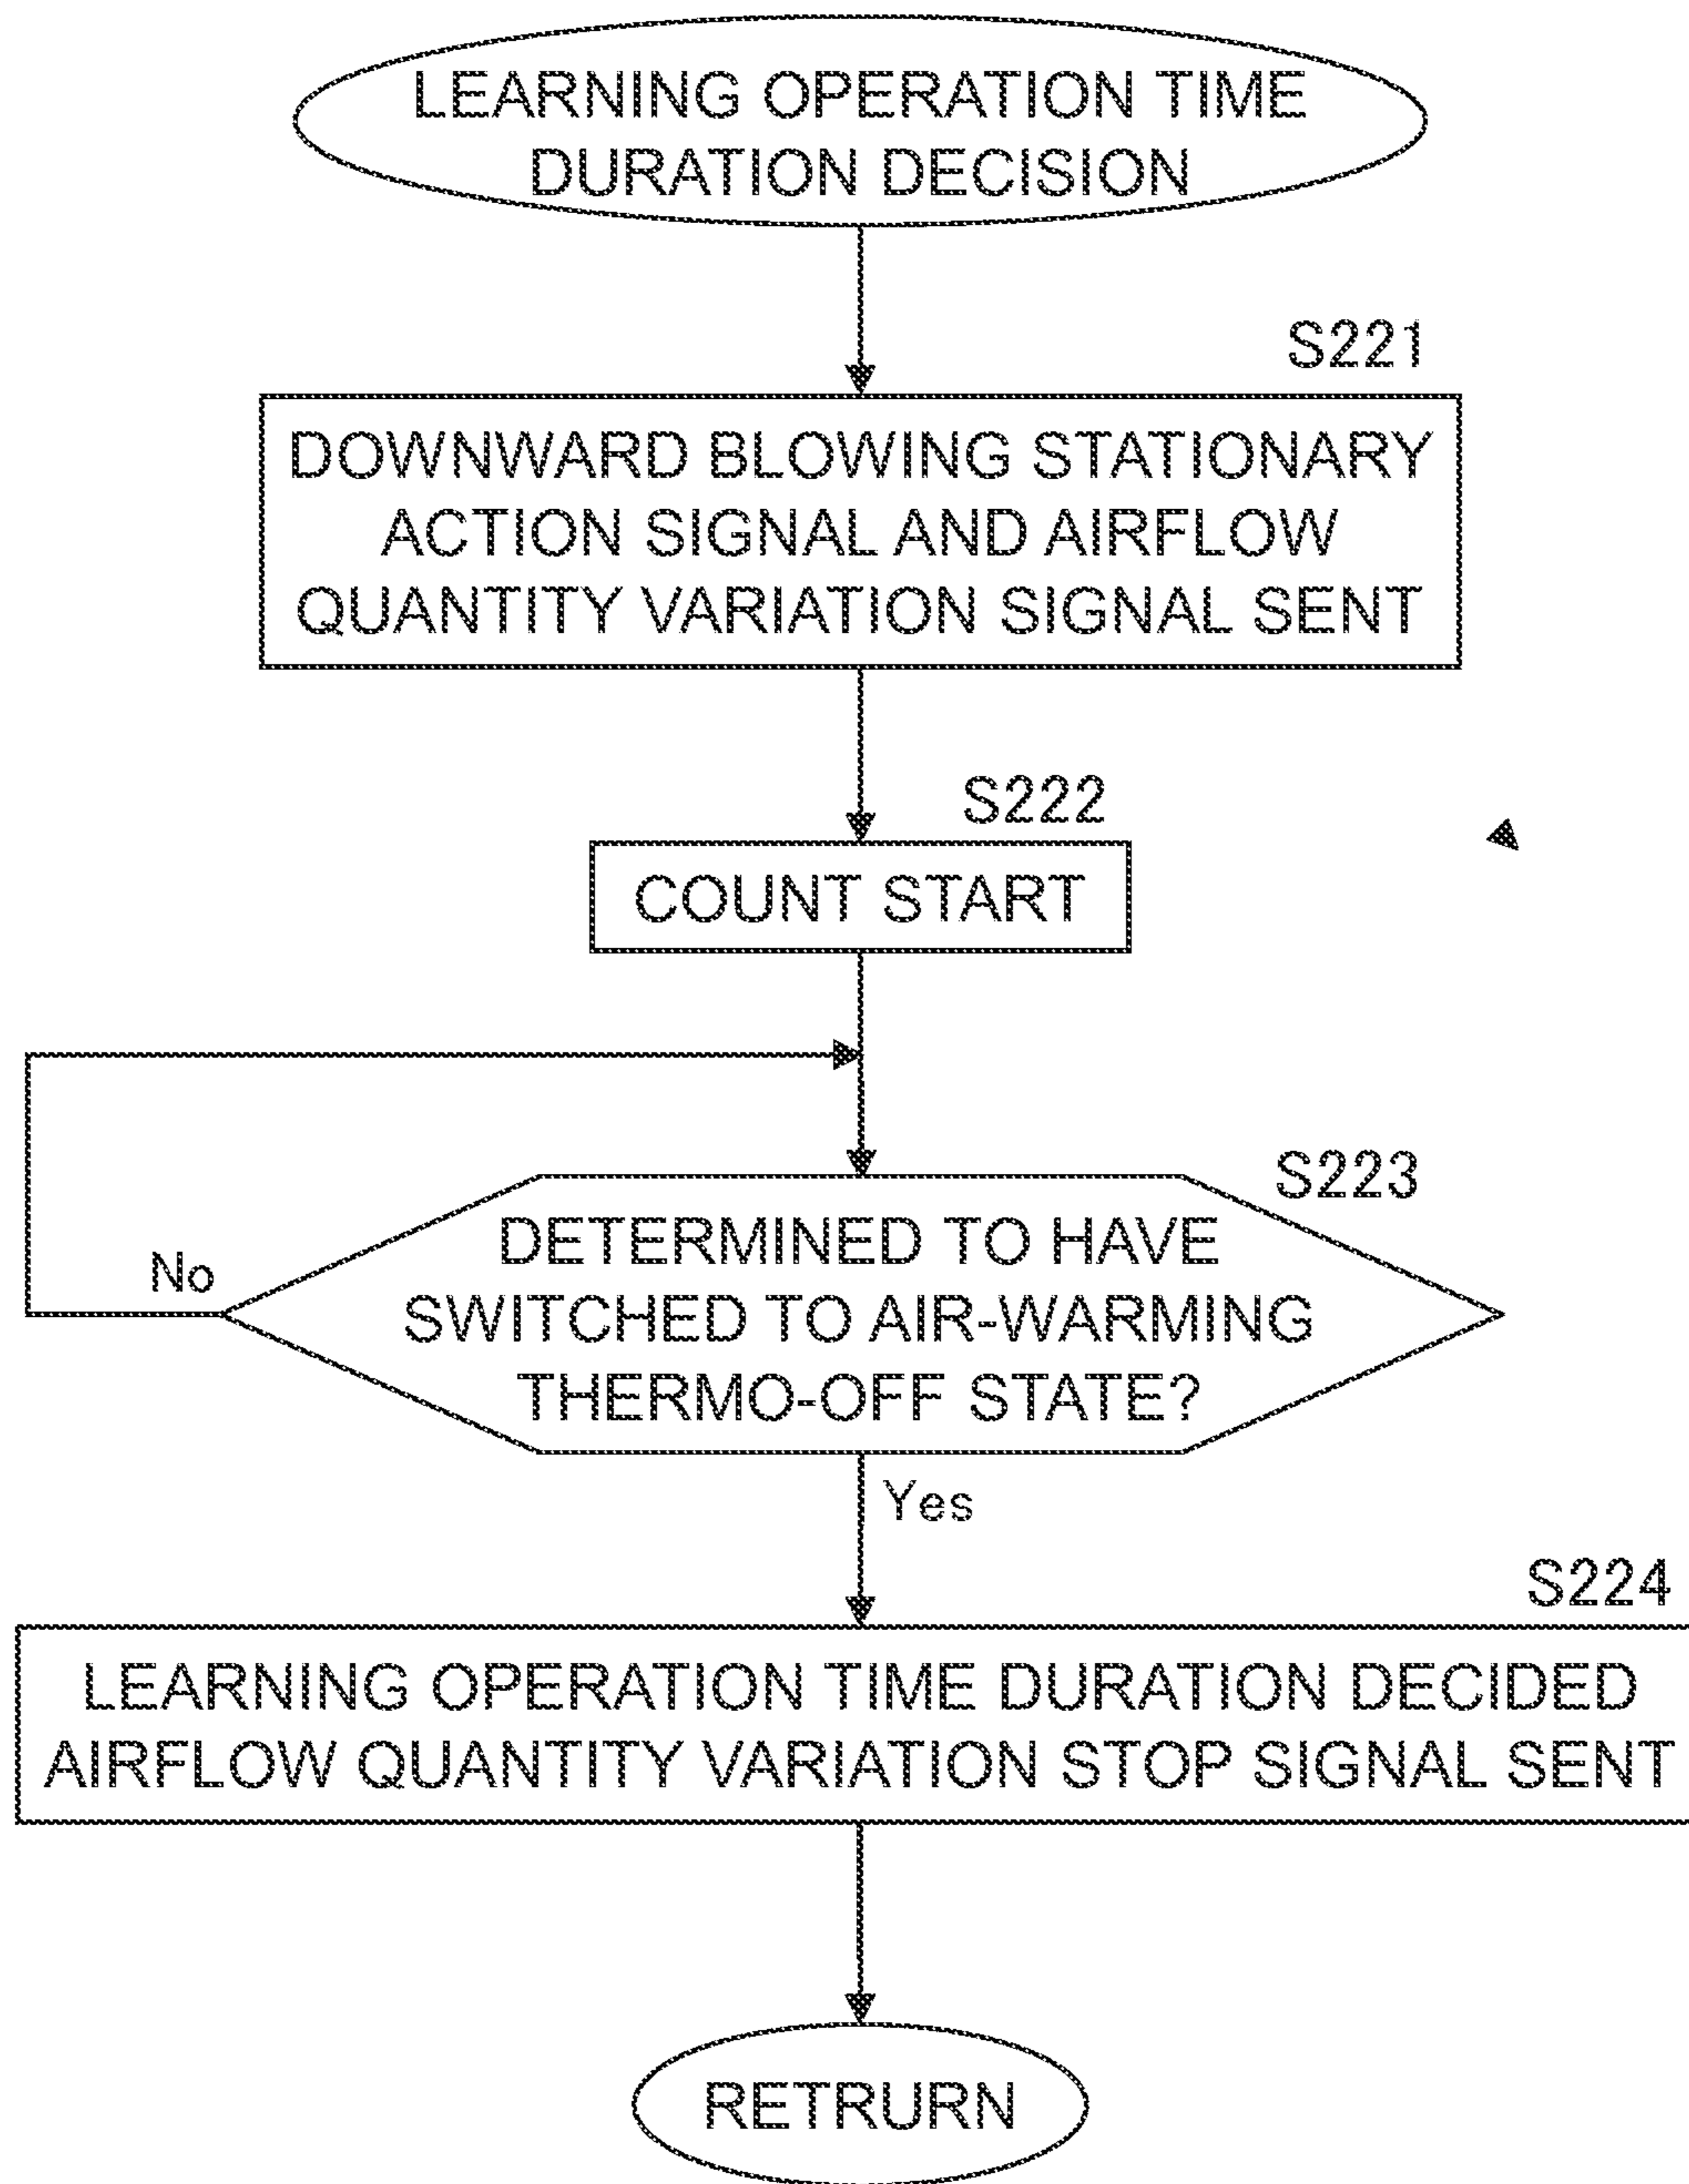 LEARNING OPERATION TIME
DURATION DECISION
S221
DOWNWARD BLOWING STATIONARY
ACTION SIGNAL AND AIRFLOW
QUANTITY VARIATION SIGNAL SENT
S222
COUNT START
S223
DETERMINED TO HAVE
SWITCHED TO AIR-WARMING
THERMO-OFF STATE?
No
Yes
S224
LEARNING OPERATION TIME DURATION DECIDED
AIRFLOW QUANTITY VARIATION STOP SIGNAL SENT
RETRURN